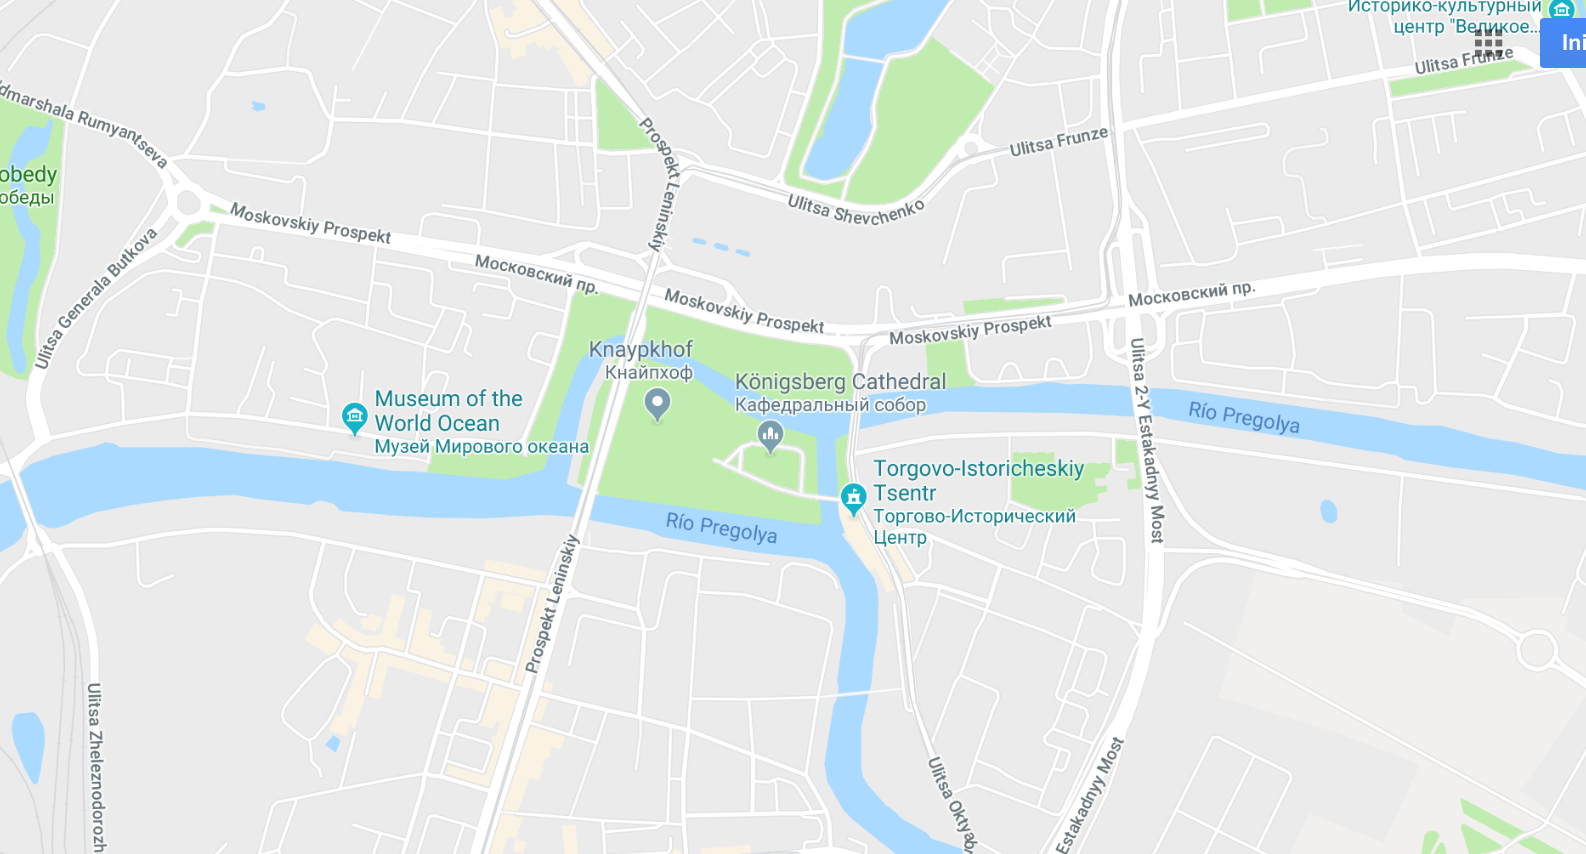 Историко-культурный
центр "Великое...
Ini
Ulitsa Frunze
dmarshala Rumyantseva
Prospekt Leninskiy
Ulitsa Frunze
obedy
обеды
Ulitsa Shevchenko
Moskovskiy Prospekt
Ulitsa Generala Butkova
Московский пр.
Moskovskiy Prospekt
Московский пр.
Moskovskiy Prospekt
Knaypkhof
Кнайпхоф
Königsberg Cathedral
Кафедральный собор
Ulitsa 2-Y Estakadnyy Most
Museum of the
World Ocean
Музей Мирового океана
Río Pregolya
Torgovo-Istoricheskiy
Tsentr
Торгово-Исторический
Центр
Río Pregolya
Prospekt Leninskiy
Ulitsa Zheleznodorozh
Ulitsa Oktyabr
Estakadnyy Most